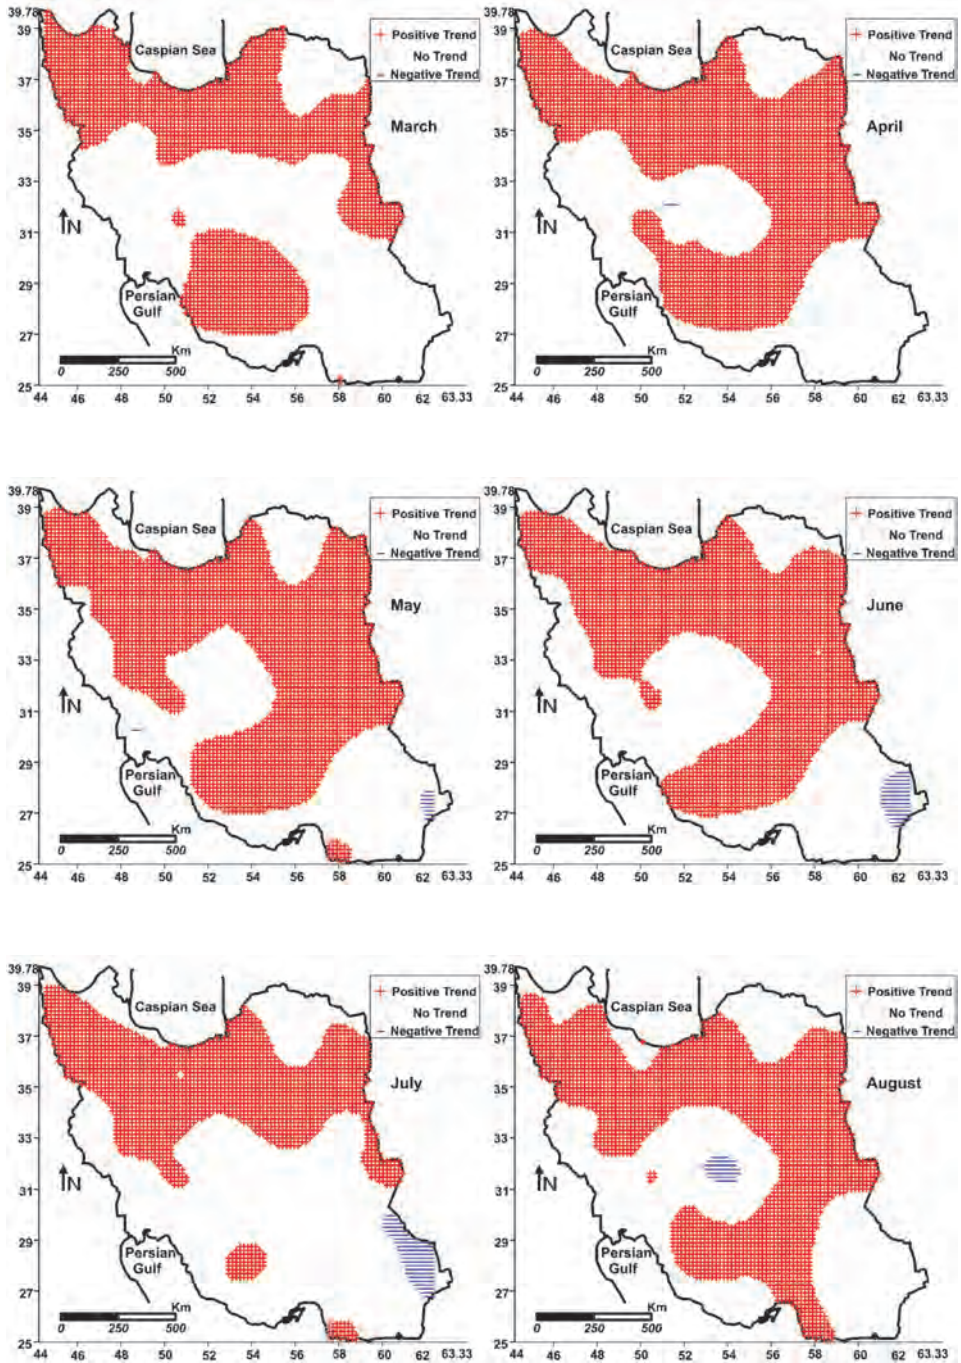 39.78
39
37
35
33
31
29
27
25
Caspian Sea
Positive Trend
No Trend
Negative Trend
March
N
Persian
Gulf
Km
0 250 500
44 46 48 50 52 54 56 58 60 62 63.33
39.78
39
37
35
33
31
29
27
25
Caspian Sea
Positive Trend
No Trend
Negative Trend
April
N
Persian
Gulf
Km
0 250 500
44 46 48 50 52 54 56 58 60 62 63.33
39.78
39
37
35
33
31
29
27
25
Caspian Sea
Positive Trend
No Trend
Negative Trend
May
N
Persian
Gulf
Km
0 250 500
44 46 48 50 52 54 56 58 60 62 63.33
39.78
39
37
35
33
31
29
27
25
Caspian Sea
Positive Trend
No Trend
Negative Trend
June
N
Persian
Gulf
Km
0 250 500
44 46 48 50 52 54 56 58 60 62 63.33
39.78
39
37
35
33
31
29
27
25
Caspian Sea
Positive Trend
No Trend
Negative Trend
July
N
Persian
Gulf
Km
0 250 500
44 46 48 50 52 54 56 58 60 62 63.33
39.78
39
37
35
33
31
29
27
25
Caspian Sea
Positive Trend
No Trend
Negative Trend
August
N
Persian
Gulf
Km
0 250 500
44 46 48 50 52 54 56 58 60 62 63.33